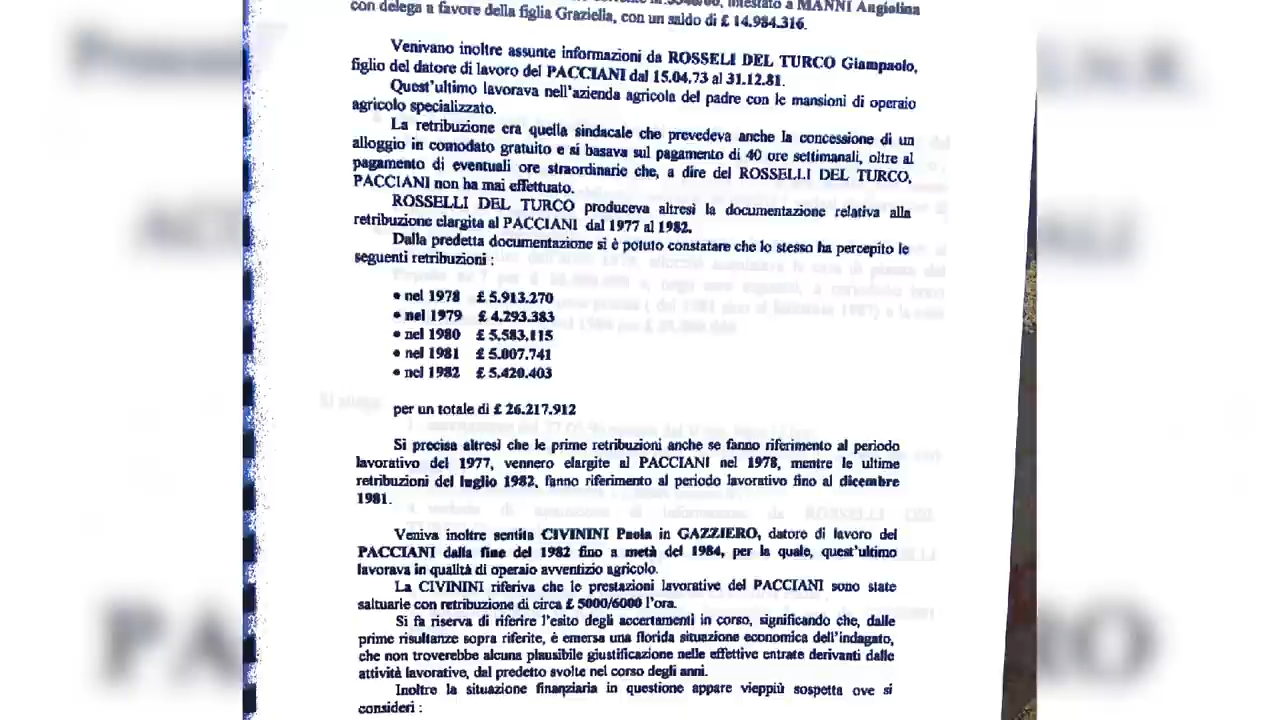 intestato a MANNI Angiolina
con delega a favore della figlia Graziella, con un saldo di £ 14.984.316.
Venivano inoltre assunte informazioni da ROSSELI DEL TURCO Giampaolo,
figlio del datore di lavoro del PACCIANI dal 15.04.73 al 31.12.81.
Quest'ultimo lavorava nell'azienda agricola del padre con le mansioni di operaio
agricolo specializzato.
La retribuzione era quella sindacale che prevedeva anche la concessione di un
alloggio in comodato gratuito e si basava sul pagamento di 40 ore settimanali, oltre al
pagamento di eventuali ore straordinarie che, a dire del ROSSELLI DEL TURCO,
PACCIANI non ha mai effettuato.
ROSSELLI DEL TURCO produceva altresì la documentazione relativa alla
retribuzione elargita al PACCIANI dal 1977 al 1982.
Dalla predetta documentazione si è potuto constatare che lo stesso ha percepito le
seguenti retribuzioni :
• nel 1978 £ 5.913.270
• nel 1979 £ 4.293.383
• nel 1980 £ 5.583.115
• nel 1981 £ 5.007.741
• nel 1982 £ 5.420.403
per un totale di £ 26.217.912
Si precisa altresì che le prime retribuzioni anche se fanno riferimento al periodo
lavorativo del 1977, vennero elargite al PACCIANI nel 1978, mentre le ultime
retribuzioni del luglio 1982, fanno riferimento al periodo lavorativo fino al dicembre
1981.
Veniva inoltre sentita CIVININI Paola in GAZZIERO, datore di lavoro del
PACCIANI dalla fine del 1982 fino a metà del 1984, per la quale, quest'ultimo
lavorava in qualità di operaio avventizio agricolo.
La CIVININI riferiva che le prestazioni lavorative del PACCIANI sono state
saltuarie con retribuzione di circa £ 5000/6000 l'ora.
Si fa riserva di riferire l'esito degli accertamenti in corso, significando che, dalle
prime risultanze sopra riferite, é emersa una florida situazione economica dell'indagato,
che non troverebbe alcuna plausibile giustificazione nelle effettive entrate derivanti dalle
attività lavorative, dal predetto svolte nel corso degli anni.
Inoltre la situazione finanziaria in questione appare vieppiù sospetta ove si
consideri :